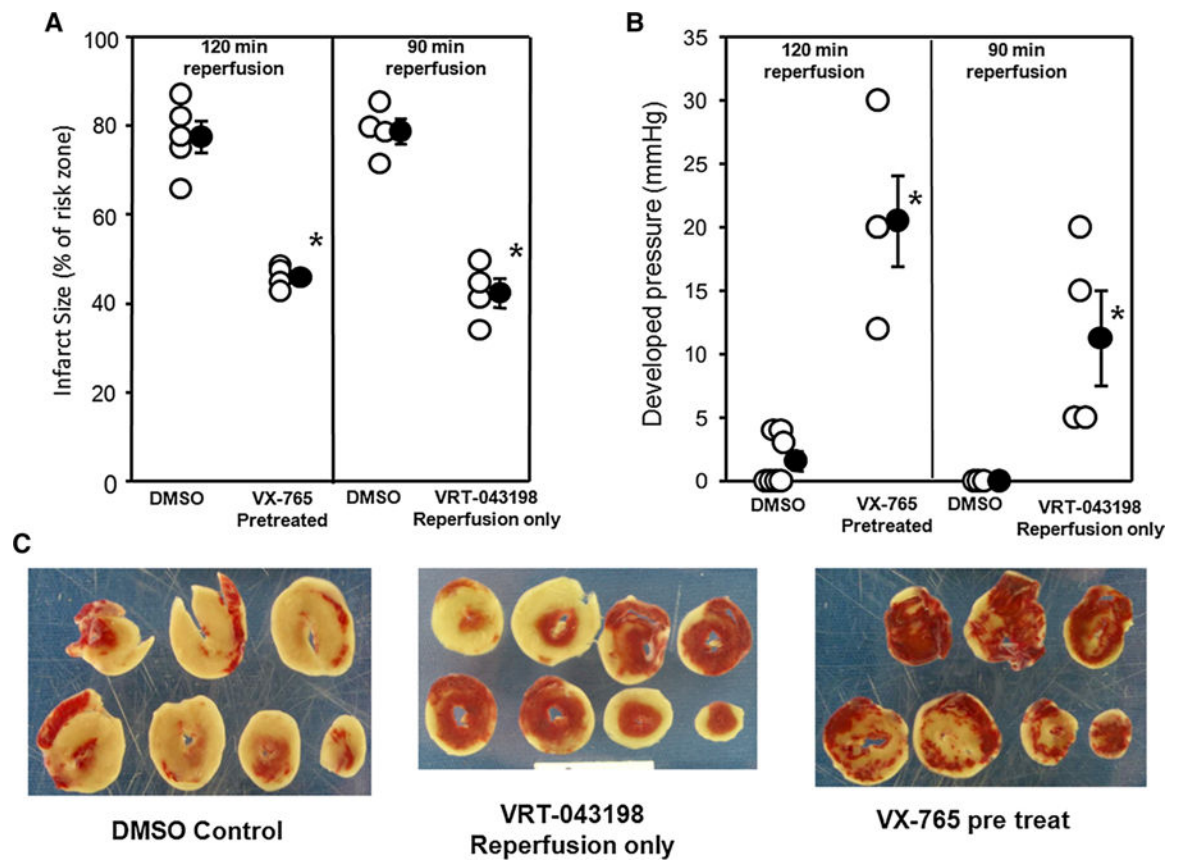 A
100
80
60
40
20
0
Infarct Size (% of risk zone)
120 min
reperfusion
90 min
reperfusion
*
*
DMSO
VX-765
Pretreated
DMSO
VRT-043198
Reperfusion only
B
35
30
25
20
15
10
5
0
Developed pressure (mmHg)
120 min
reperfusion
90 min
reperfusion
*
*
DMSO
VX-765
Pretreated
DMSO
VRT-043198
Reperfusion only
C
DMSO Control
VRT-043198
Reperfusion only
VX-765 pre treat